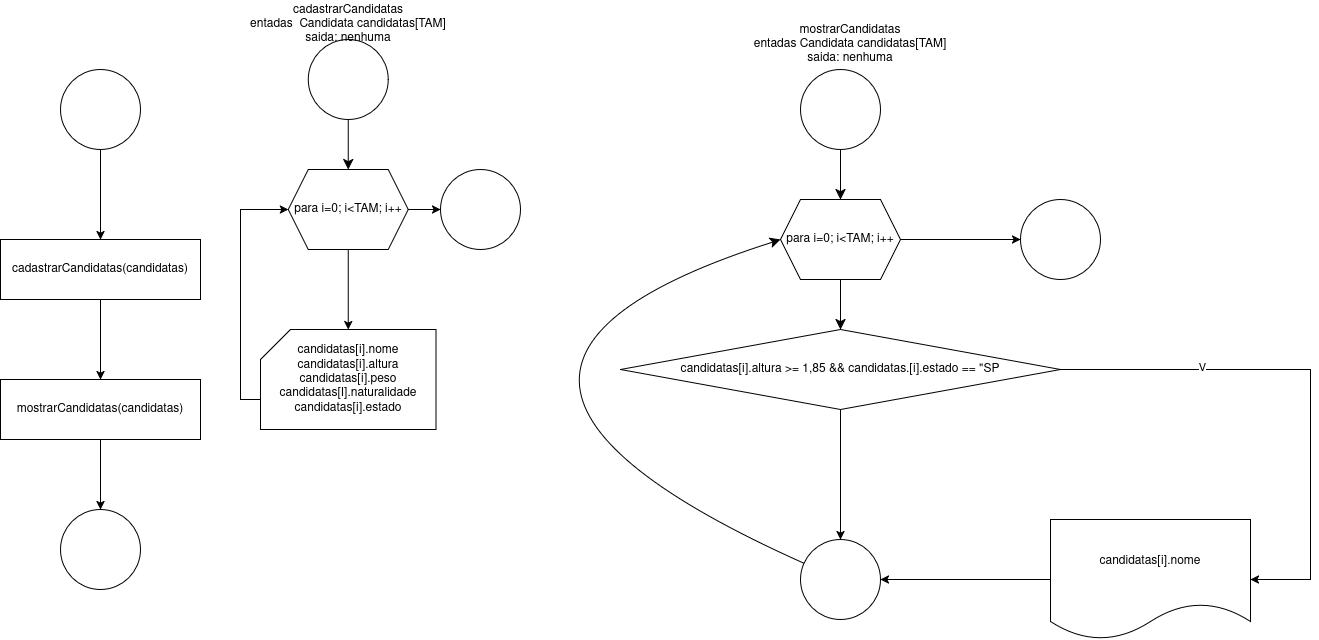 cadastrarCandidatas(candidatas)
mostrarCandidatas(candidatas)
cadastrarCandidatas
entadas  Candidata candidatas[TAM]
saida: nenhuma
para i=0; i<TAM; i++
candidatas[i].nome
candidatas[i].altura
candidatas[i].peso
candidatas[I].naturalidade
candidatas[i].estado
mostrarCandidatas
entadas Candidata candidatas[TAM]
saida: nenhuma
para i=0; i<TAM; i++
candidatas[i].altura >= 1,85 && candidatas.[i].estado == "SP
V
candidatas[i].nome